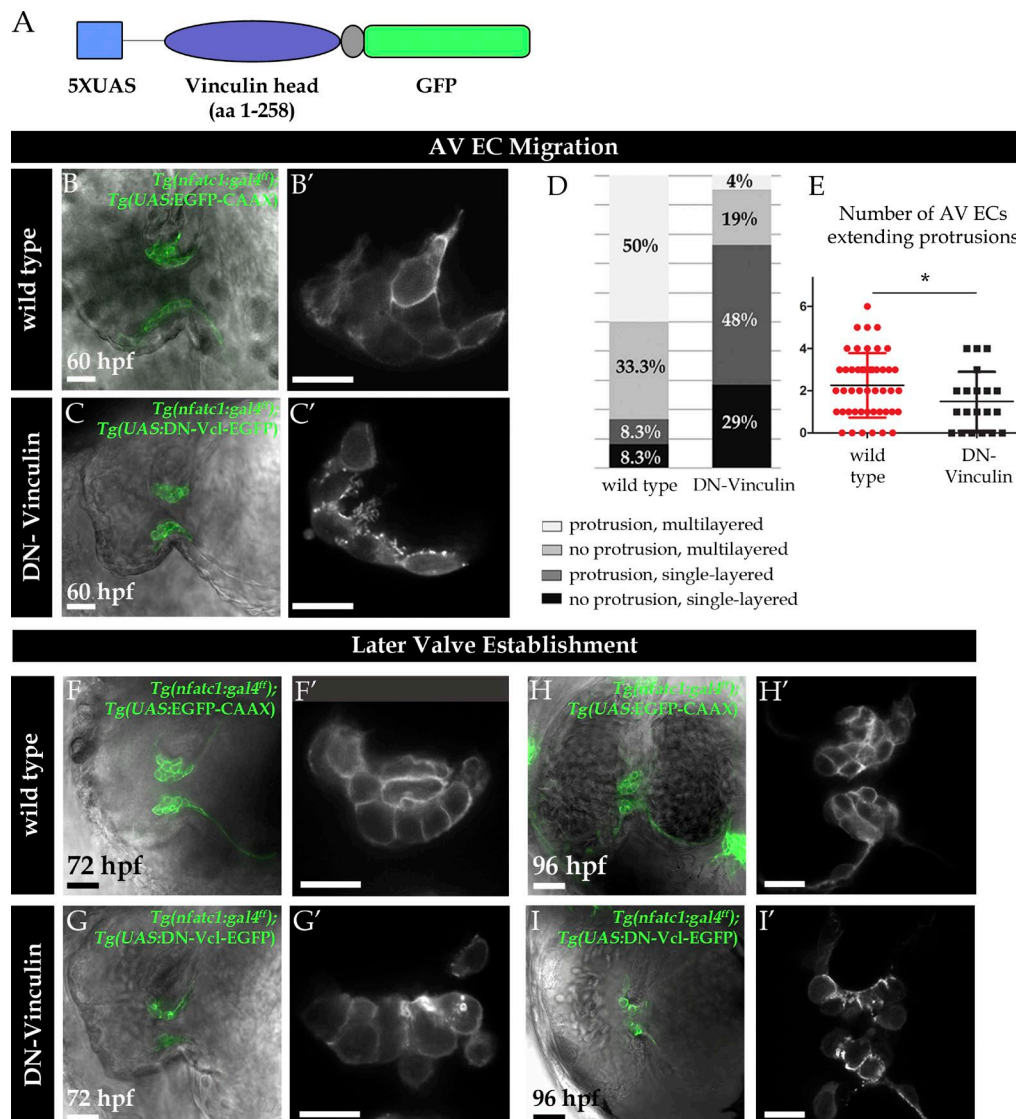 A
5XUAS
Vinculin head
(aa 1-258)
GFP
AV EC Migration
wild type
B
Tg(nfatc1:gal4ff);
Tg(UAS:EGFP-CAAX)
60 hpf
B'
DN- Vinculin
C
Tg(nfatc1:gal4ff);
Tg(UAS:DN-Vcl-EGFP)
60 hpf
C'
D
50%
33.3%
8.3%
8.3%
wild type
4%
19%
48%
29%
DN-Vinculin
protrusion, multilayered
no protrusion, multilayered
protrusion, single-layered
no protrusion, single-layered
E
Number of AV ECs
extending protrusions
*
6
4
2
0
wild
type
DN-
Vinculin
Later Valve Establishment
wild type
F
Tg(nfatc1:gal4ff);
Tg(UAS:EGFP-CAAX)
72 hpf
F'
H
Tg(nfatc1:gal4ff);
Tg(UAS:EGFP-CAAX)
96 hpf
H'
DN-Vinculin
G
Tg(nfatc1:gal4ff);
Tg(UAS:DN-Vcl-EGFP)
72 hpf
G'
I
Tg(nfatc1:gal4ff);
Tg(UAS:DN-Vcl-EGFP)
96 hpf
I'